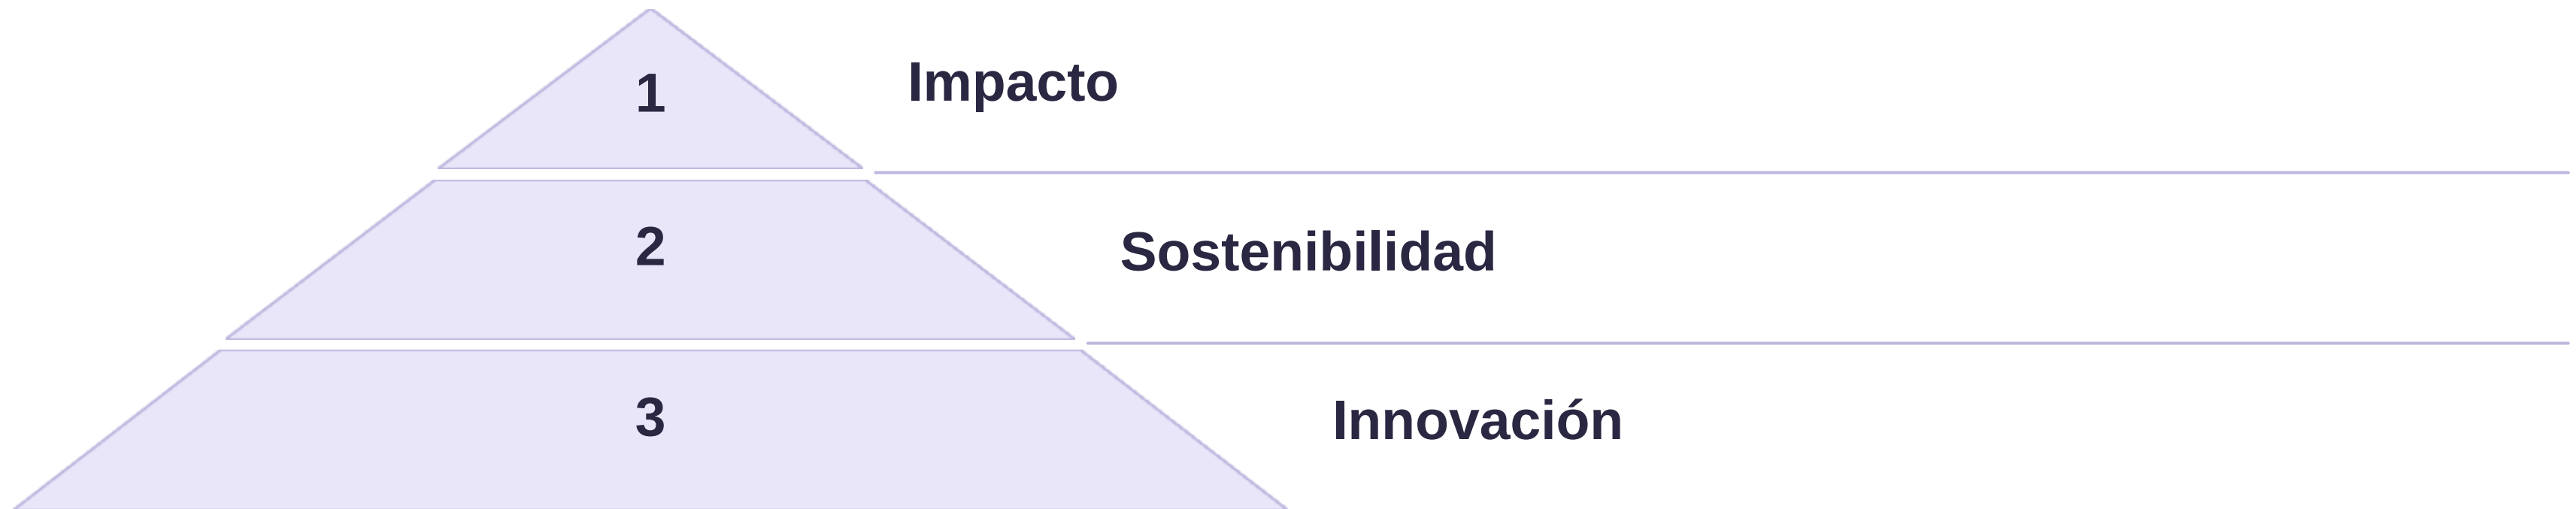 1
Impacto
2
Sostenibilidad
3
Innovación